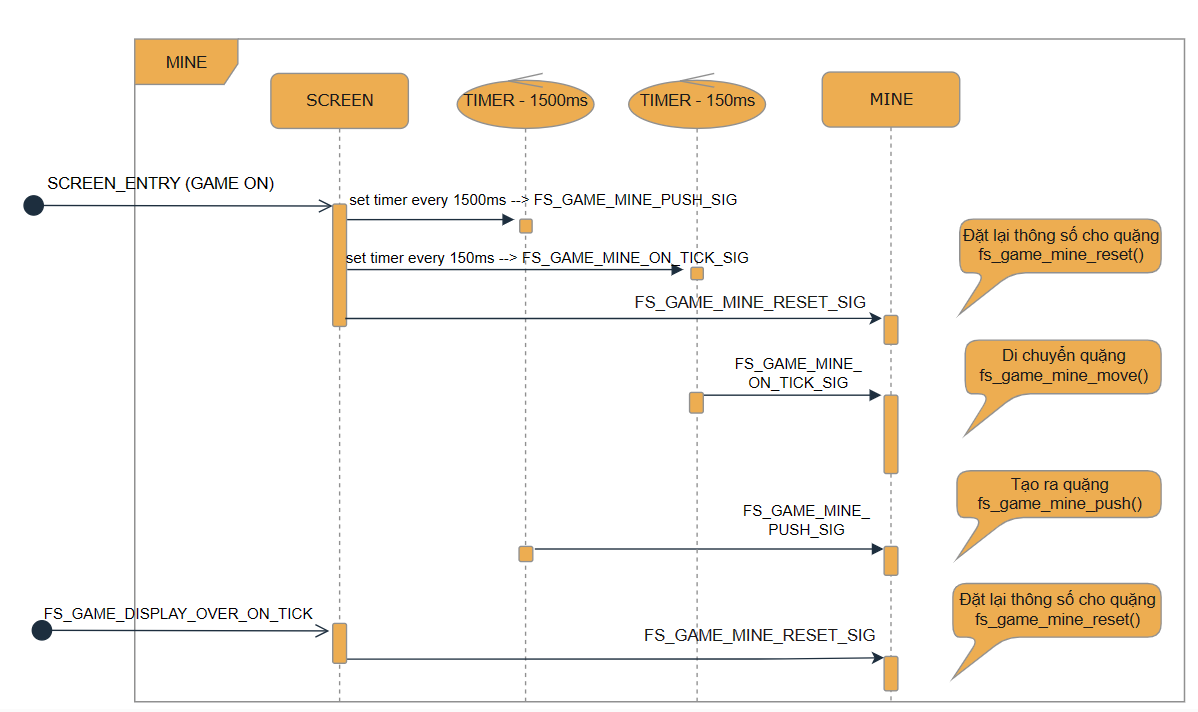 MINE
SCREEN
TIMER - 1500ms
TIMER - 150ms
MINE
SCREEN_ENTRY (GAME ON)
set timer every 1500ms --> FS_GAME_MINE_PUSH_SIG
Đặt lại thông số cho quặng
fs_game_mine_reset()
set timer every 150ms --> FS_GAME_MINE_ON_TICK_SIG
FS_GAME_MINE_RESET_SIG
Di chuyển quặng
fs_game_mine_move()
FS_GAME_MINE_
ON_TICK_SIG
Tạo ra quặng
fs_game_mine_push()
FS_GAME_MINE_
PUSH_SIG
Đặt lại thông số cho quặng
fs_game_mine_reset()
FS_GAME_DISPLAY_OVER_ON_TICK
FS_GAME_MINE_RESET_SIG